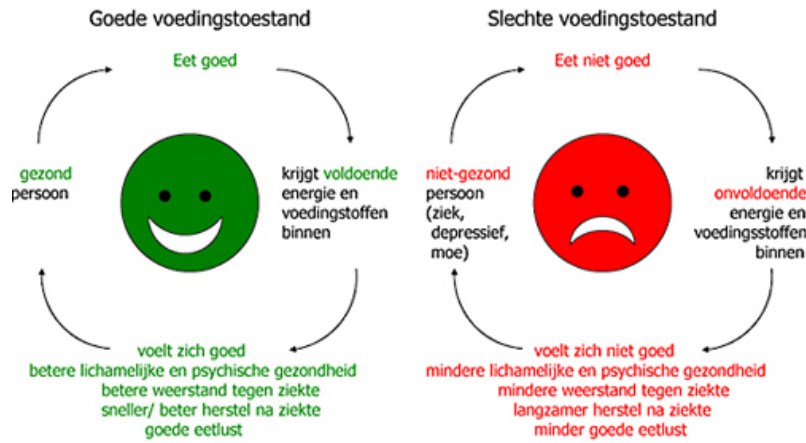 Goede voedingstoestand
Eet goed
krijgt voldoende
energie en
voedingstoffen
binnen
voelt zich goed
betere lichamelijke en psychische gezondheid
betere weerstand tegen ziekte
sneller/ beter herstel na ziekte
goede eetlust
gezond
persoon
Slechte voedingstoestand
Eet niet goed
krijgt
onvoldoende
energie en
voedingsstoffen
binnen
voelt zich niet goed
mindere lichamelijke en psychische gezondheid
mindere weerstand tegen ziekte
langzamer herstel na ziekte
minder goede eetlust
niet-gezond
persoon
(ziek,
depressief,
moe)